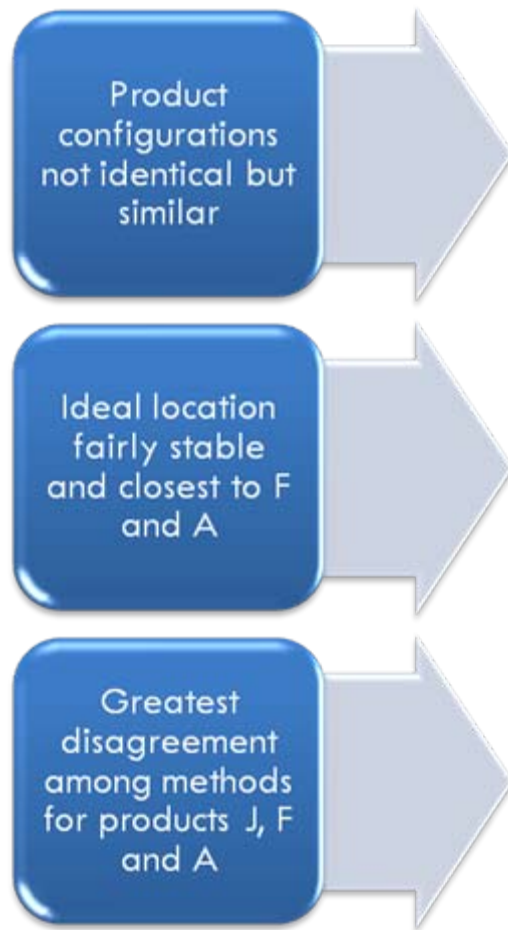 Product
configurations
not identical but
similar
Ideal location
fairly stable
and closest to F
and A
Greatest
disagreement
among methods
for products J, F
and A